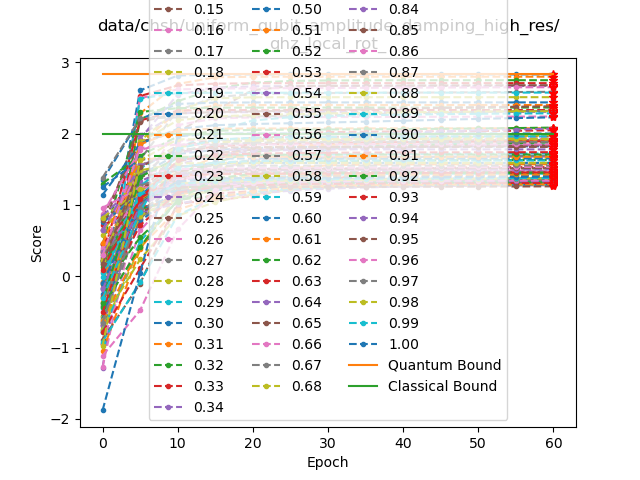 data/chsh/uniform_qubit_amplitude_damping_high_res/
ghz_local_rot_
Score
3
2
1
0
−1
−2
0 10 20 30 40 50 60
Epoch
0.15 0.50 0.84
0.16 0.51 0.85
0.17 0.52 0.86
0.18 0.53 0.87
0.19 0.54 0.88
0.20 0.55 0.89
0.21 0.56 0.90
0.22 0.57 0.91
0.23 0.58 0.92
0.24 0.59 0.93
0.25 0.60 0.94
0.26 0.61 0.95
0.27 0.62 0.96
0.28 0.63 0.97
0.29 0.64 0.98
0.30 0.65 0.99
0.31 0.66 1.00
0.32 0.67 Quantum Bound
0.33 0.68 Classical Bound
0.34